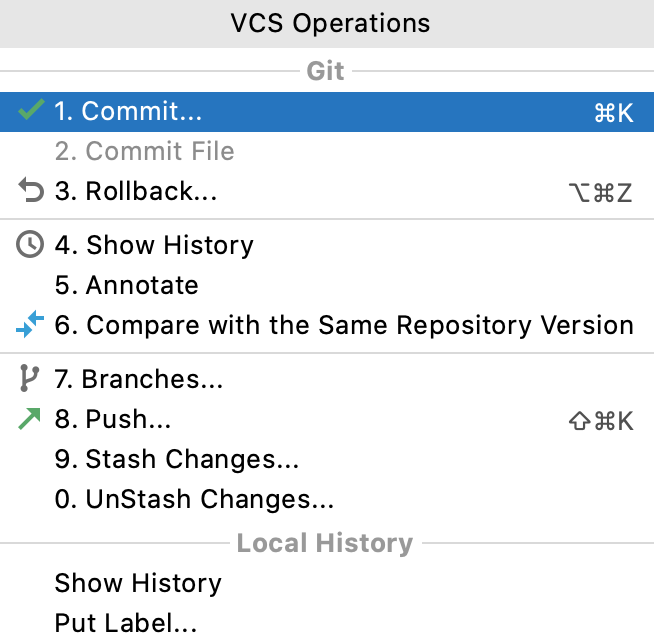 VCS Operations
Git
1. Commit... ⌘K
2. Commit File
3. Rollback... ⌥⌘Z
4. Show History
5. Annotate
6. Compare with the Same Repository Version
7. Branches...
8. Push... ⇧⌘K
9. Stash Changes...
0. UnStash Changes...
Local History
Show History
Put Label...